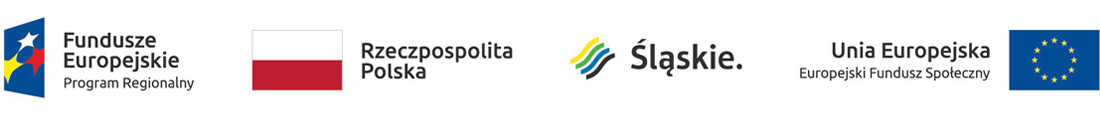 Fundusze
Europejskie
Program Regionalny
Rzeczpospolita
Polska
Śląskie.
Unia Europejska
Europejski Fundusz Społeczny